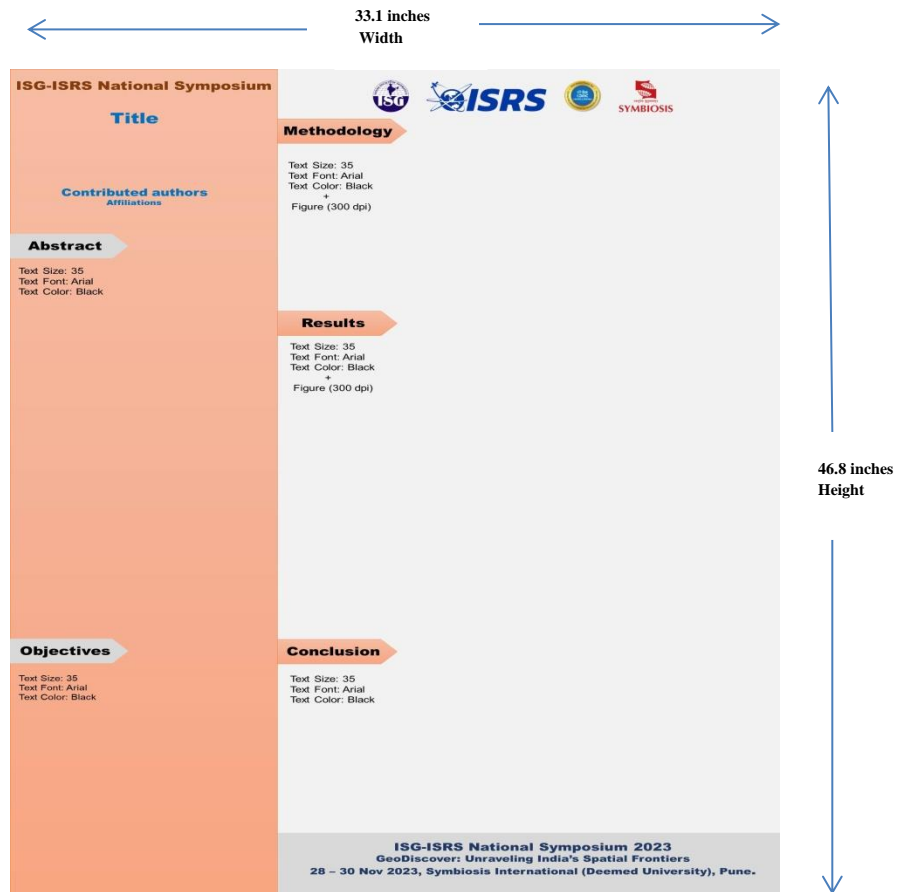 33.1 inches
Width
ISG-ISRS National Symposium
Title
Contributed authors
Affiliations
Abstract
Text Size: 35
Text Font: Arial
Text Color: Black
Objectives
Text Size: 35
Text Font: Arial
Text Color: Black
ISG
ISRS
SYMBIOSIS
Methodology
Text Size: 35
Text Font: Arial
Text Color: Black
+
Figure (300 dpi)
Results
Text Size: 35
Text Font: Arial
Text Color: Black
+
Figure (300 dpi)
Conclusion
Text Size: 35
Text Font: Arial
Text Color: Black
ISG-ISRS National Symposium 2023
GeoDiscover: Unraveling India's Spatial Frontiers
28 – 30 Nov 2023, Symbiosis International (Deemed University), Pune.
46.8 inches
Height